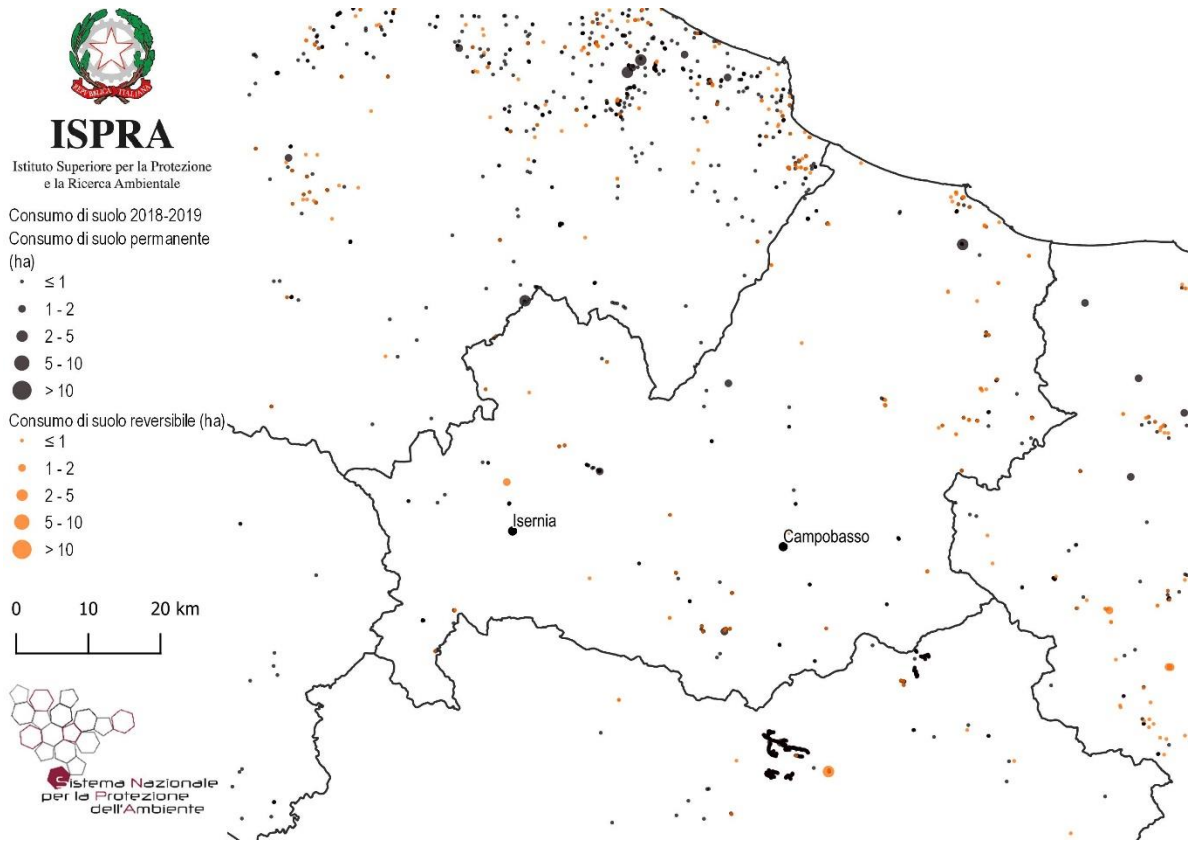 REPVBBLICA ITALIANA
ISPRA
Istituto Superiore per la Protezione
e la Ricerca Ambientale
Consumo di suolo 2018-2019
Consumo di suolo permanente
(ha)
≤ 1
1 - 2
2 - 5
5 - 10
> 10
Consumo di suolo reversibile (ha)
≤ 1
1 - 2
2 - 5
5 - 10
> 10
0 10 20 km
Sistema Nazionale
per la Protezione
dell'Ambiente
Isernia
Campobasso